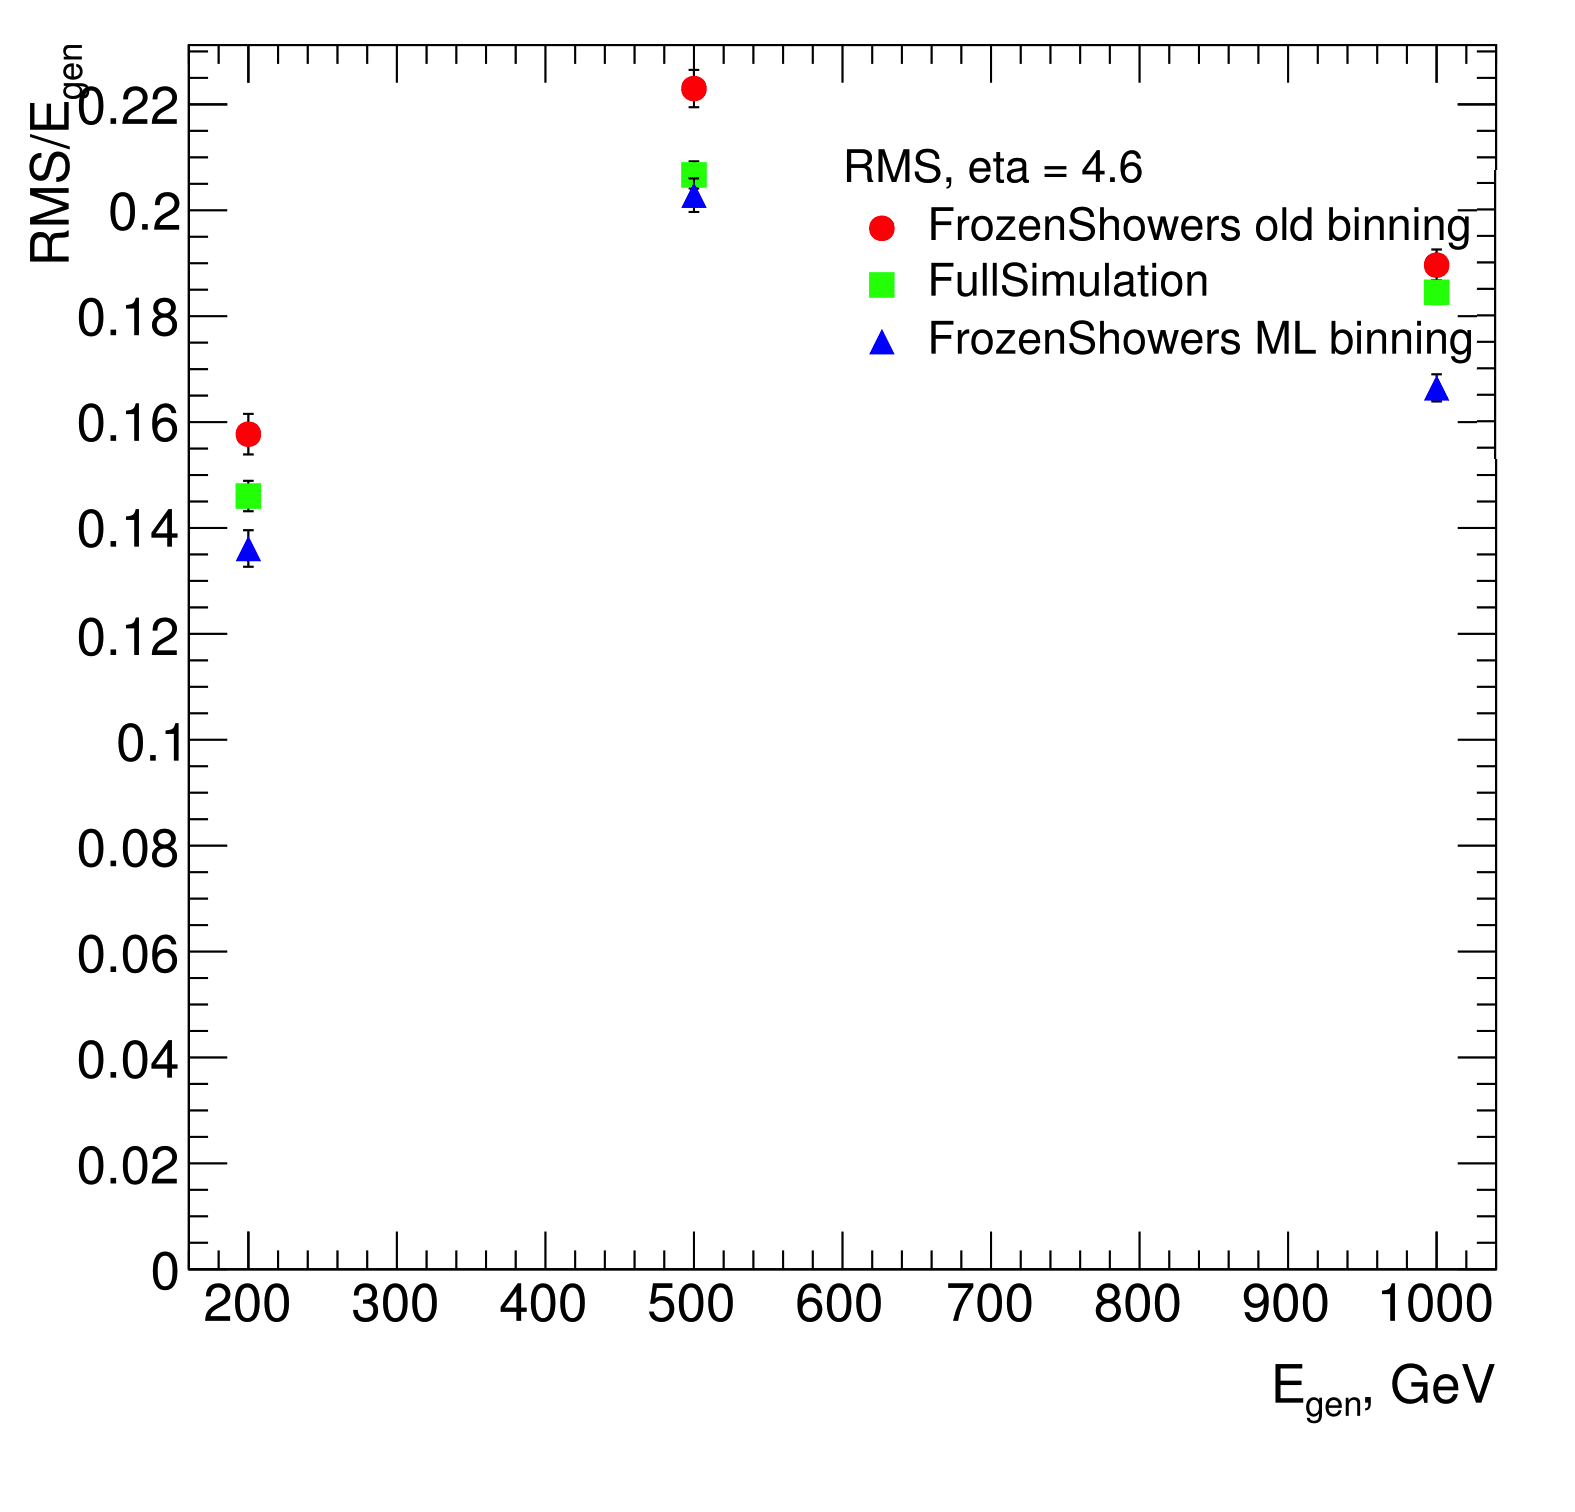 RMS/E_gen
0.22
0.2
0.18
0.16
0.14
0.12
0.1
0.08
0.06
0.04
0.02
0
RMS, eta = 4.6
FrozenShowers old binning
FullSimulation
FrozenShowers ML binning
200 300 400 500 600 700 800 900 1000
E_gen, GeV